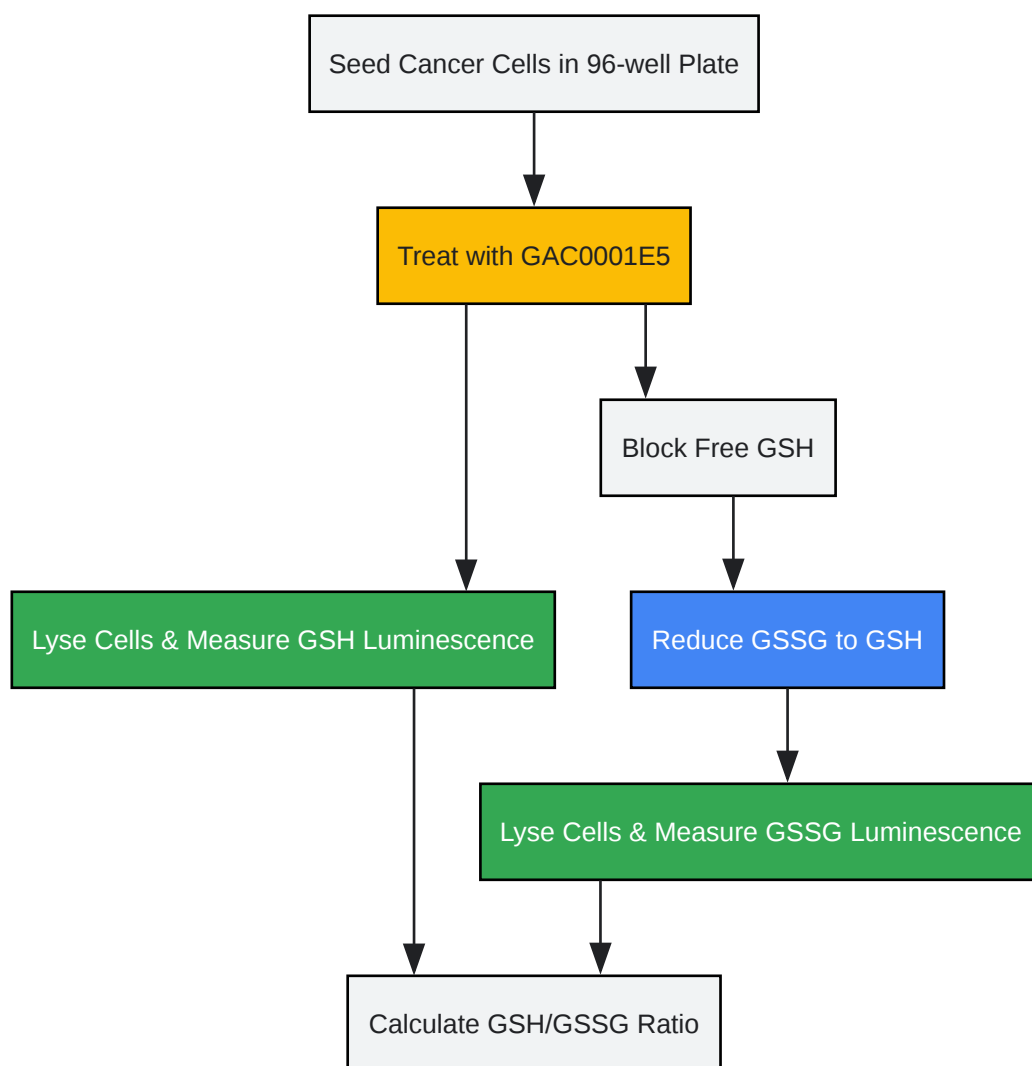 Seed Cancer Cells in 96-well Plate
Treat with GAC0001E5
Block Free GSH
Lyse Cells & Measure GSH Luminescence
Reduce GSSG to GSH
Lyse Cells & Measure GSSG Luminescence
Calculate GSH/GSSG Ratio